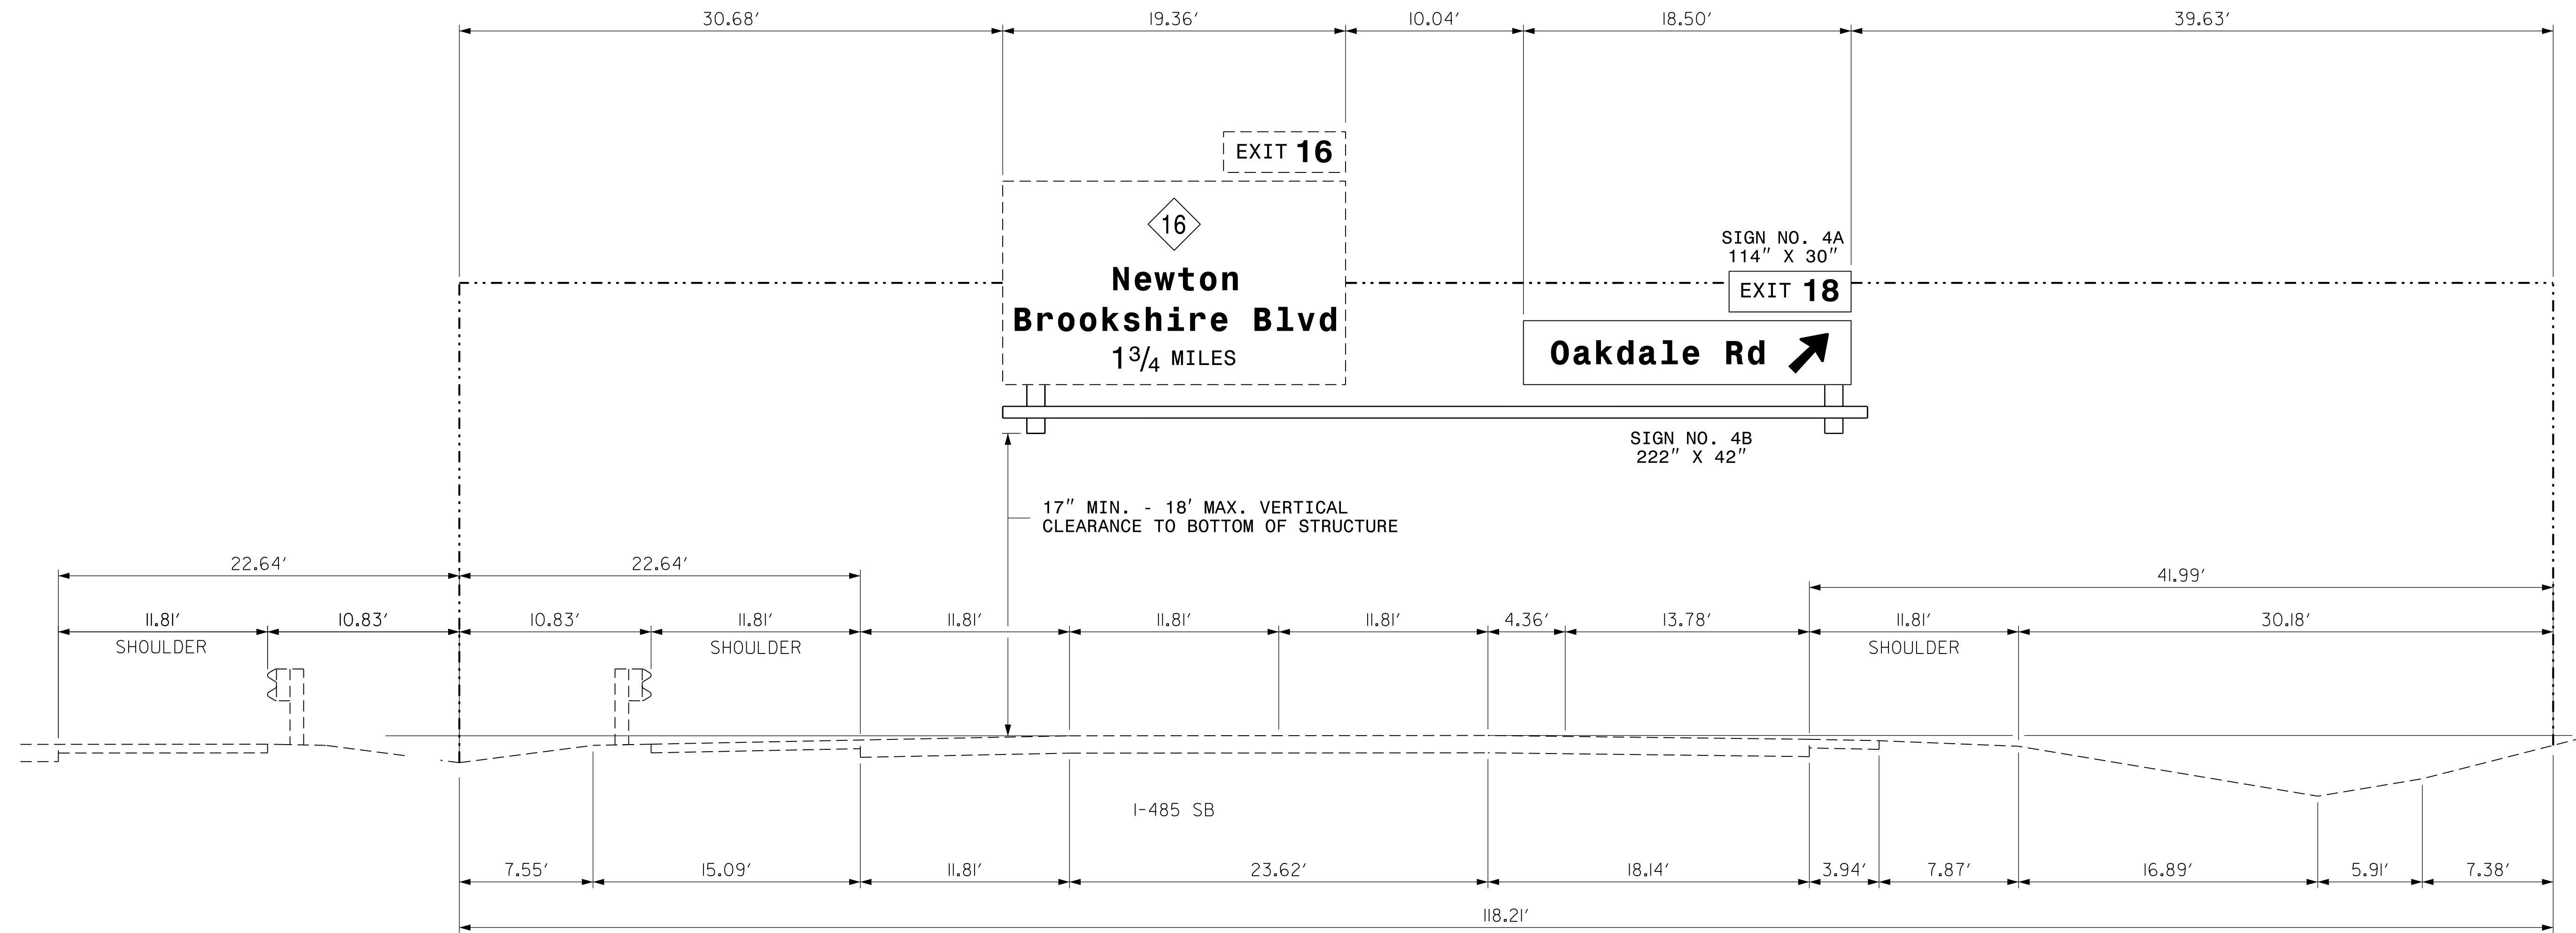 30.68′
19.36′
10.04′
18.50′
39.63′
EXIT 16
16
Newton
Brookshire Blvd
1 3/4 MILES
SIGN NO. 4A
114″ X 30″
EXIT 18
Oakdale Rd
SIGN NO. 4B
222″ X 42″
17″ MIN. - 18′ MAX. VERTICAL
CLEARANCE TO BOTTOM OF STRUCTURE
22.64′
22.64′
41.99′
11.81′
10.83′
10.83′
11.81′
11.81′
11.81′
11.81′
4.36′
13.78′
11.81′
30.18′
SHOULDER
SHOULDER
SHOULDER
I-485 SB
7.55′
15.09′
11.81′
23.62′
18.14′
3.94′
7.87′
16.89′
5.91′
7.38′
118.21′